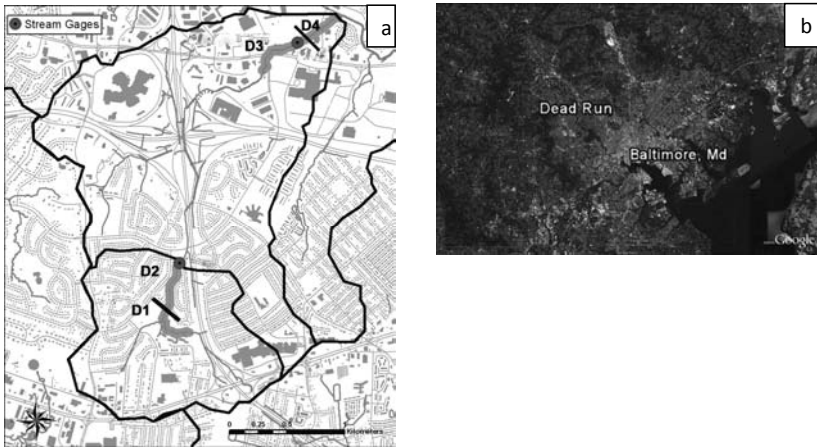 Stream Gages
D4
a
D3
D2
D1
0 0.25 0.5 1
Kilometers
b
Dead Run
Baltimore, Md
Google